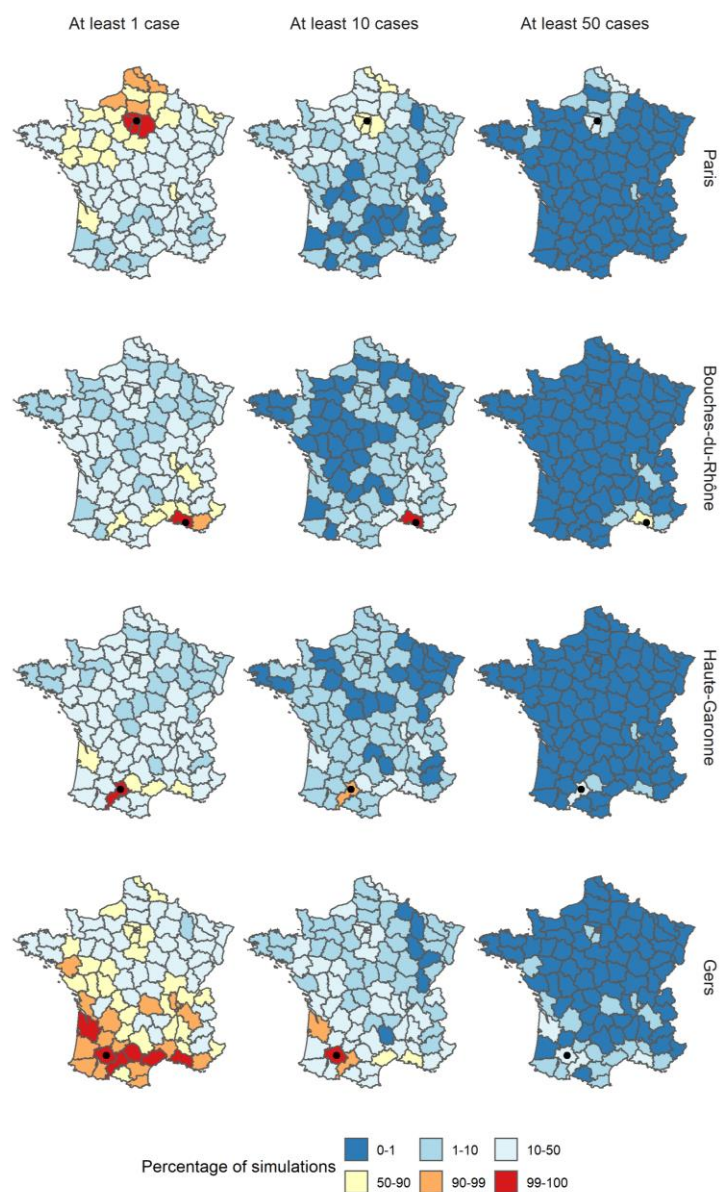 At least 1 case
At least 10 cases
At least 50 cases
Paris
Bouches-du-Rhône
Haute-Garonne
Gers
Percentage of simulations
0-1
1-10
10-50
50-90
90-99
99-100